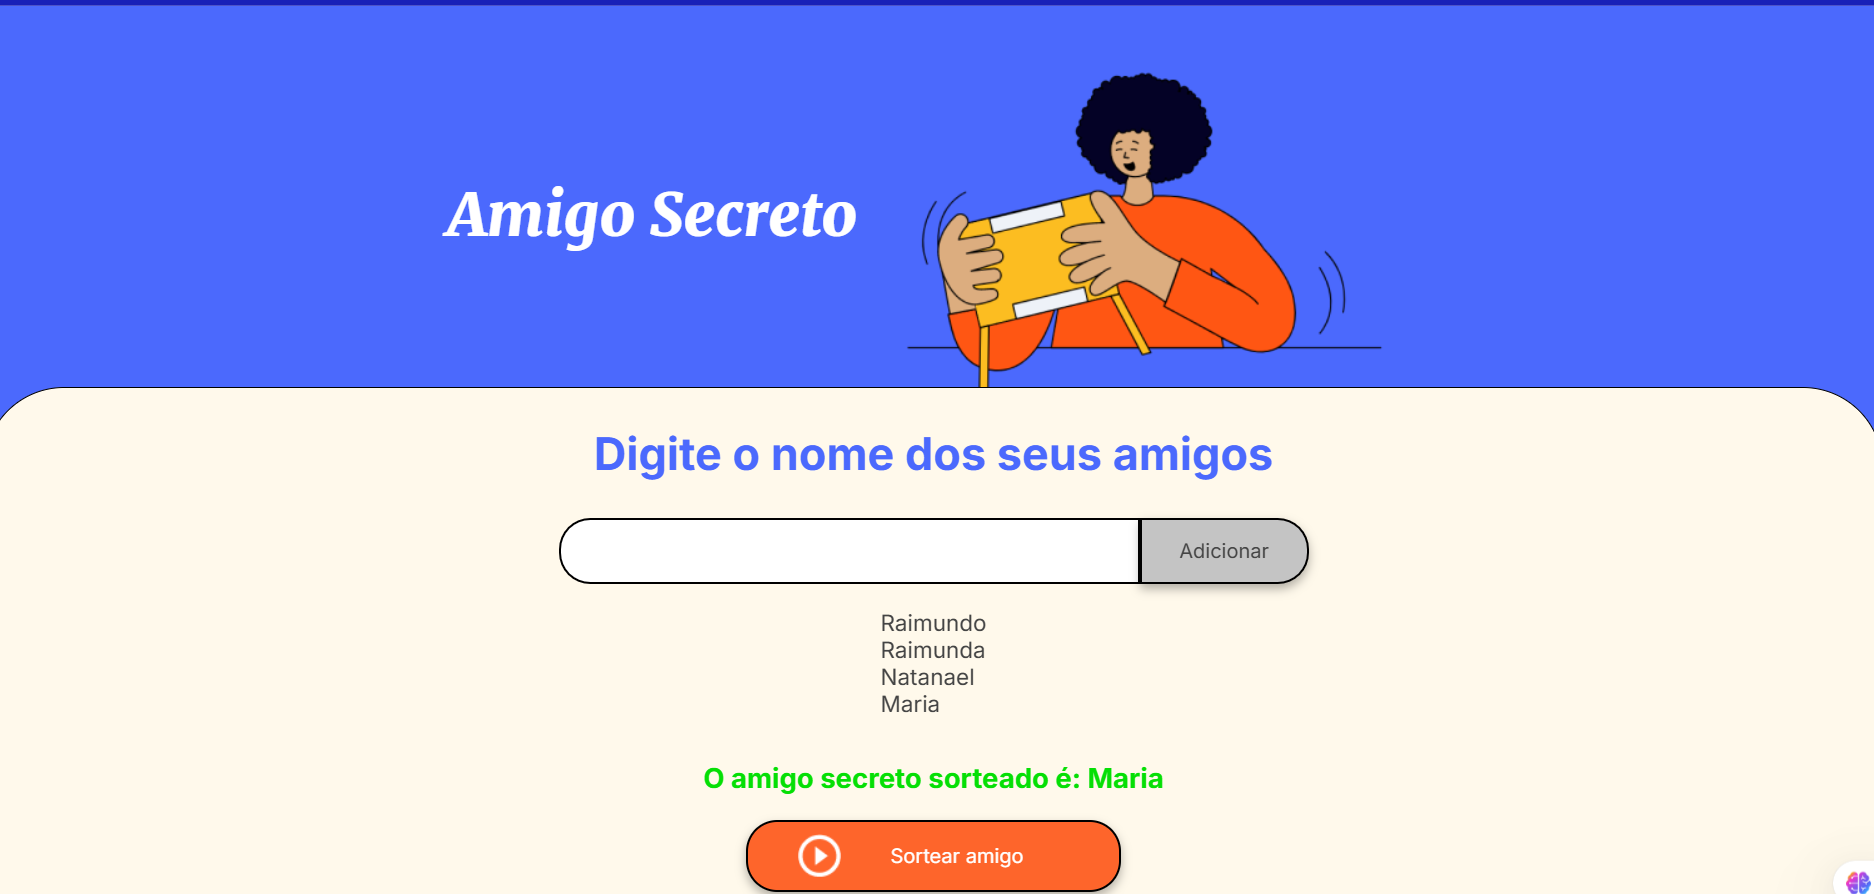 Amigo Secreto
Digite o nome dos seus amigos
Adicionar
Raimundo
Raimunda
Natanael
Maria
O amigo secreto sorteado é: Maria
Sortear amigo